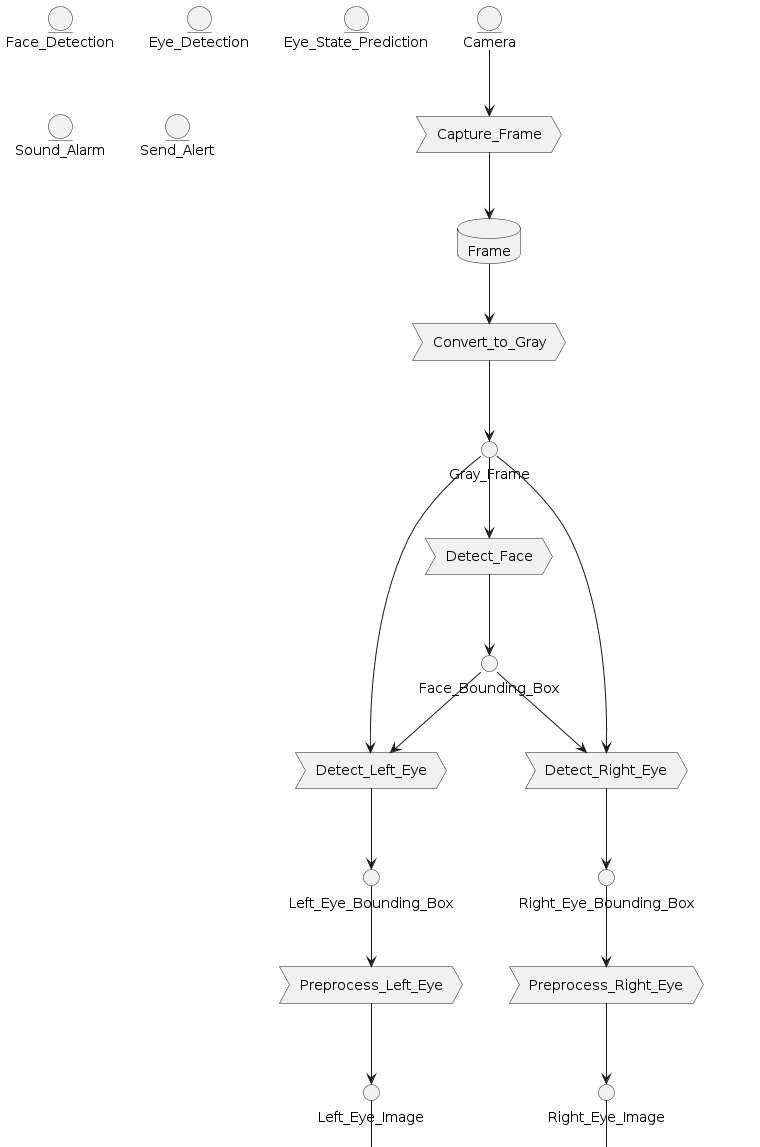 Face_Detection
Eye_Detection
Eye_State_Prediction
Camera
Sound_Alarm
Send_Alert
Capture_Frame
Frame
Convert_to_Gray
Gray_Frame
Detect_Face
Face_Bounding_Box
Detect_Left_Eye
Detect_Right_Eye
Left_Eye_Bounding_Box
Right_Eye_Bounding_Box
Preprocess_Left_Eye
Preprocess_Right_Eye
Left_Eye_Image
Right_Eye_Image